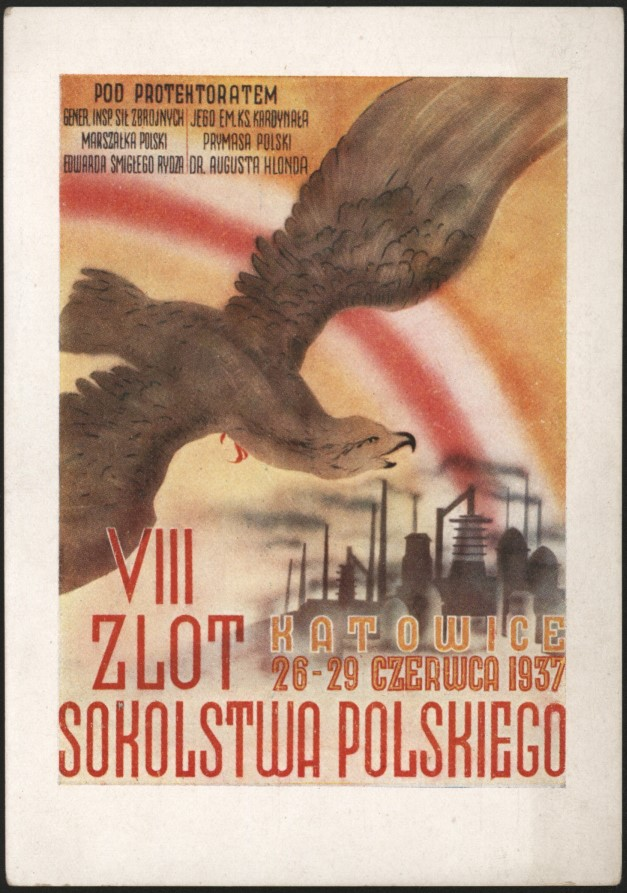 POD PROTEKTORATEM
GENER. INSP. SIŁ ZBROJNYCH
MARSZAŁKA POLSKI
EDWARDA ŚMIGŁEGO RYDZA
JEGO EM. KS. KARDYNAŁA
PRYMASA POLSKI
DR. AUGUSTA HLONDA
VIII
ZLOT
KATOWICE
26-29 CZERWCA 1937
SOKOLSTWA POLSKIEGO